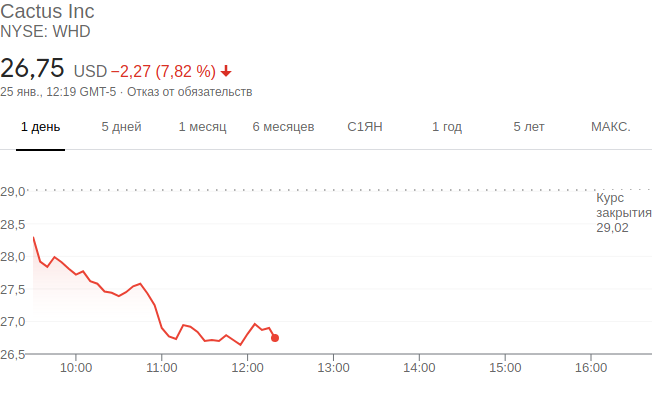 Cactus Inc
NYSE: WHD
26,75 USD −2,27 (7,82 %)
25 янв., 12:19 GMT-5 · Отказ от обязательств
1 день 5 дней 1 месяц 6 месяцев С1ЯН 1 год 5 лет МАКС.
29,0
Курс
закрытия
29,02
28,5
28,0
27,5
27,0
26,5
10:00 11:00 12:00 13:00 14:00 15:00 16:00